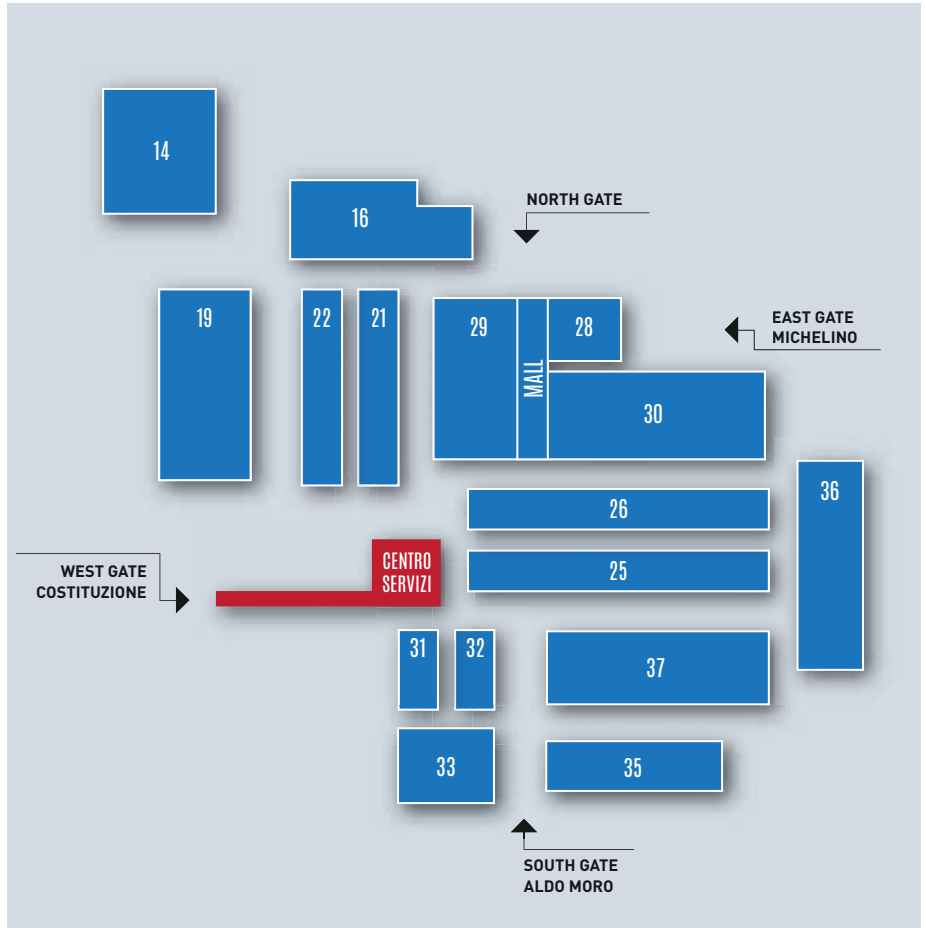 14
16
NORTH GATE
19
22
21
29
MALL
28
EAST GATE
MICHELINO
30
36
26
25
CENTRO
SERVIZI
WEST GATE
COSTITUZIONE
31
32
37
33
35
SOUTH GATE
ALDO MORO